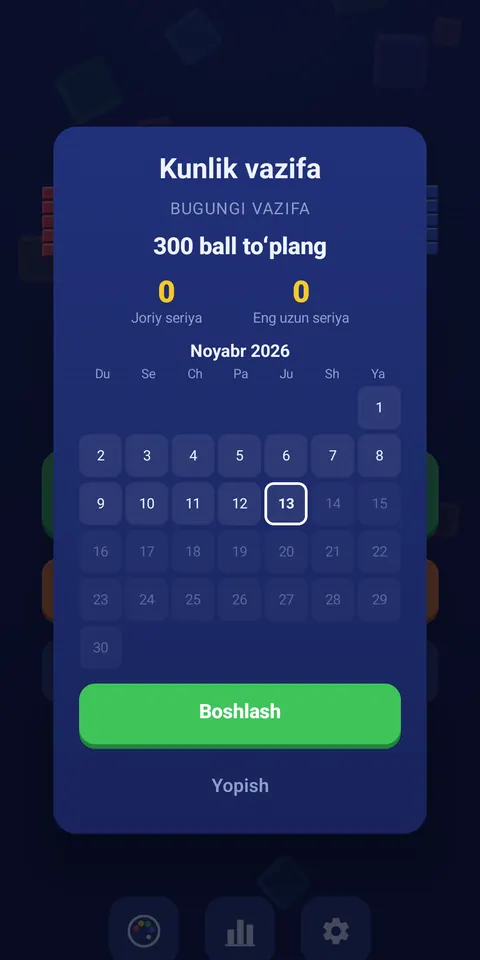 Kunlik vazifa
BUGUNGI VAZIFA
300 ball toʻplang
0 0
Joriy seriya Eng uzun seriya
Noyabr 2026
Du Se Ch Pa Ju Sh Ya
1
2 3 4 5 6 7 8
9 10 11 12 13 14 15
16 17 18 19 20 21 22
23 24 25 26 27 28 29
30
Boshlash
Yopish